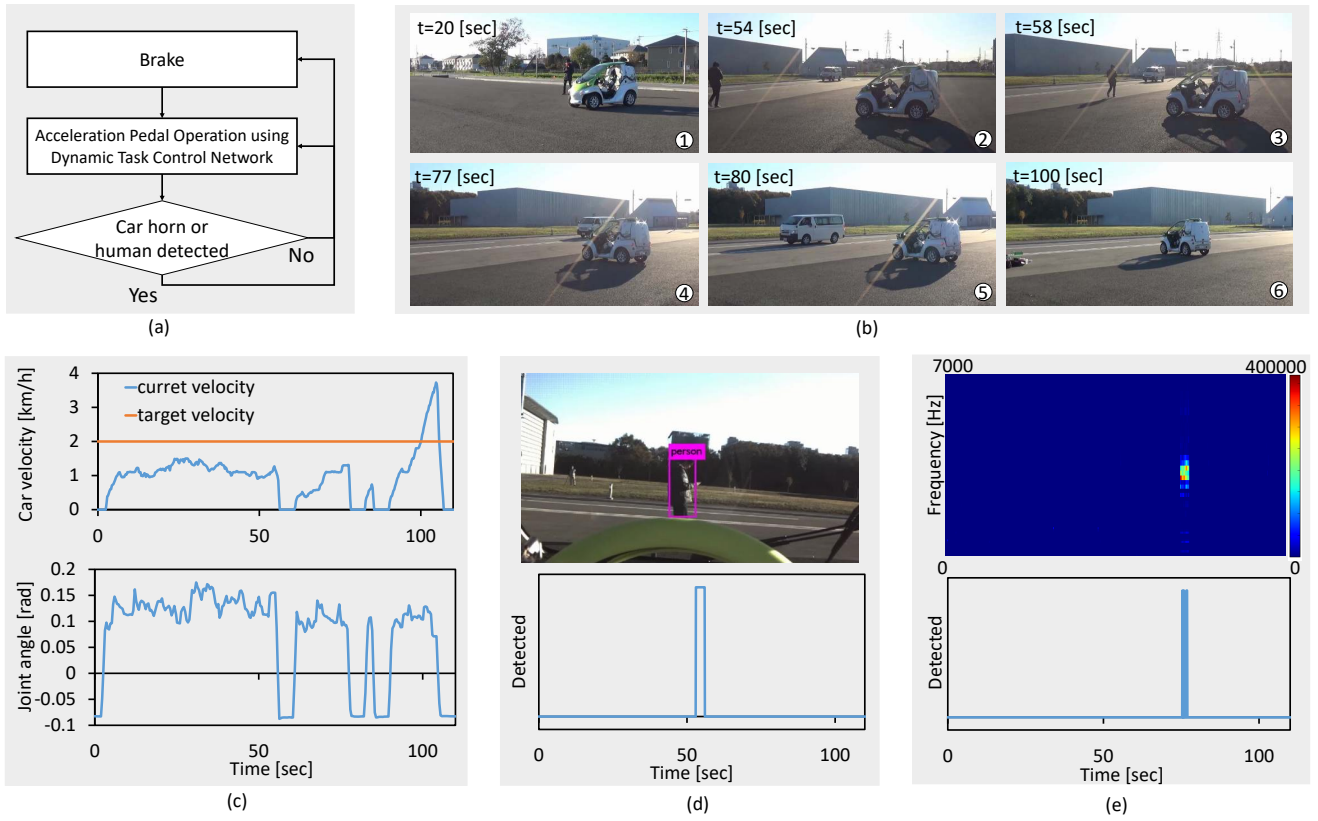 Brake
Acceleration Pedal Operation using
Dynamic Task Control Network
Car horn or
human detected
No
Yes
(a)
t=20 [sec]
①
t=54 [sec]
②
t=58 [sec]
③
t=77 [sec]
④
t=80 [sec]
⑤
t=100 [sec]
⑥
(b)
Car velocity [km/h]
4
3
2
1
0
curret velocity
target velocity
0
50
100
Joint angle [rad]
0.2
0.15
0.10
0.05
0
-0.05
-0.1
0
50
100
Time [sec]
(c)
person
Detected
0
50
100
Time [sec]
(d)
7000
400000
Frequency [Hz]
0
0
Detected
0
50
100
Time [sec]
(e)